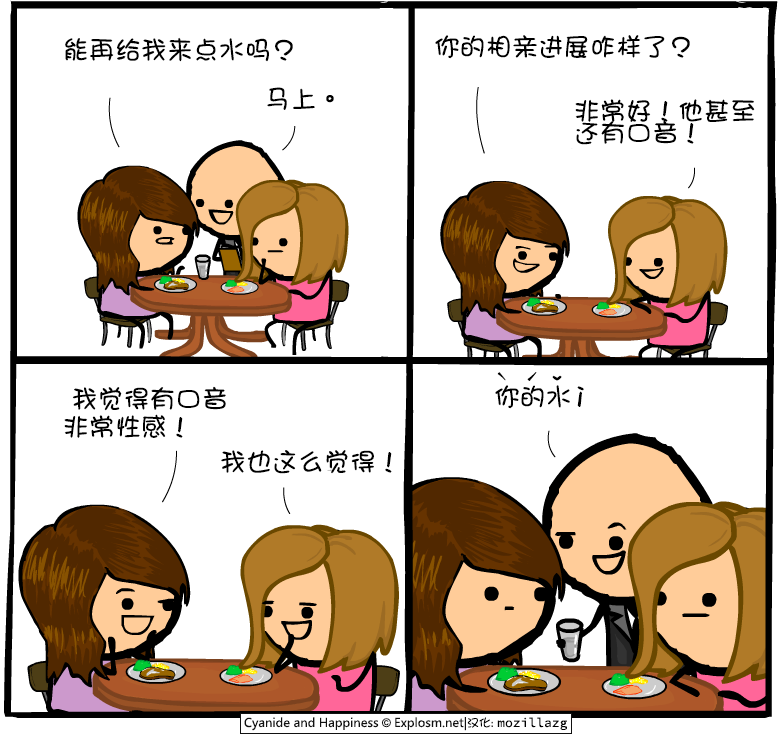 能再给我来点水吗？
马上。
你的相亲进展咋样了？
非常好！他甚至
还有口音！
我觉得有口音
非常性感！
我也这么觉得！
你的水¡
Cyanide and Happiness © Explosm.net|汉化: mozillazg